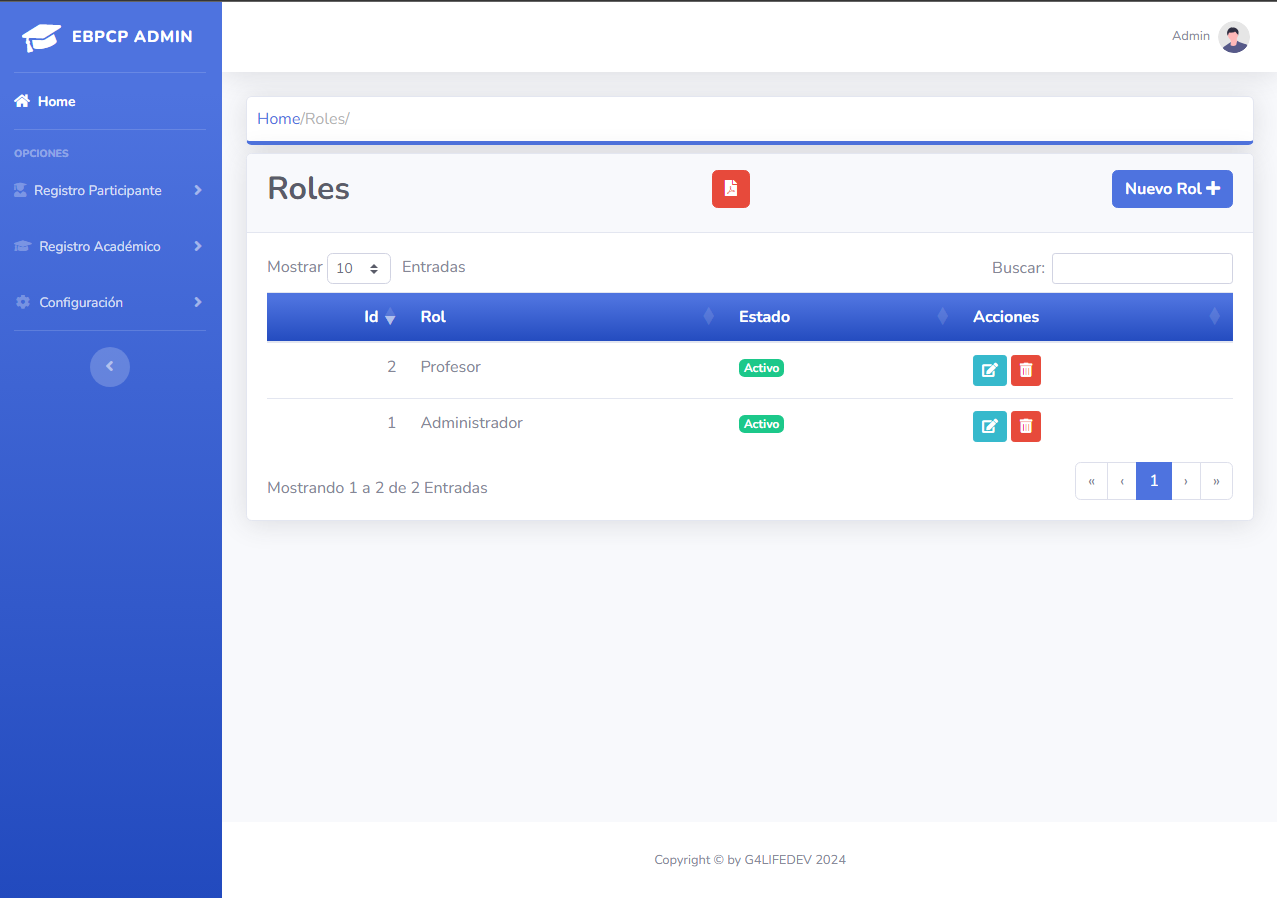 EBPCP ADMIN
Admin
Home
OPCIONES
Registro Participante
Registro Académico
Configuración
Home/Roles/
Roles
Nuevo Rol
Mostrar 10 Entradas
Buscar:
Id Rol Estado Acciones
2 Profesor Activo
1 Administrador Activo
Mostrando 1 a 2 de 2 Entradas
« ‹ 1 › »
Copyright © by G4LIFEDEV 2024